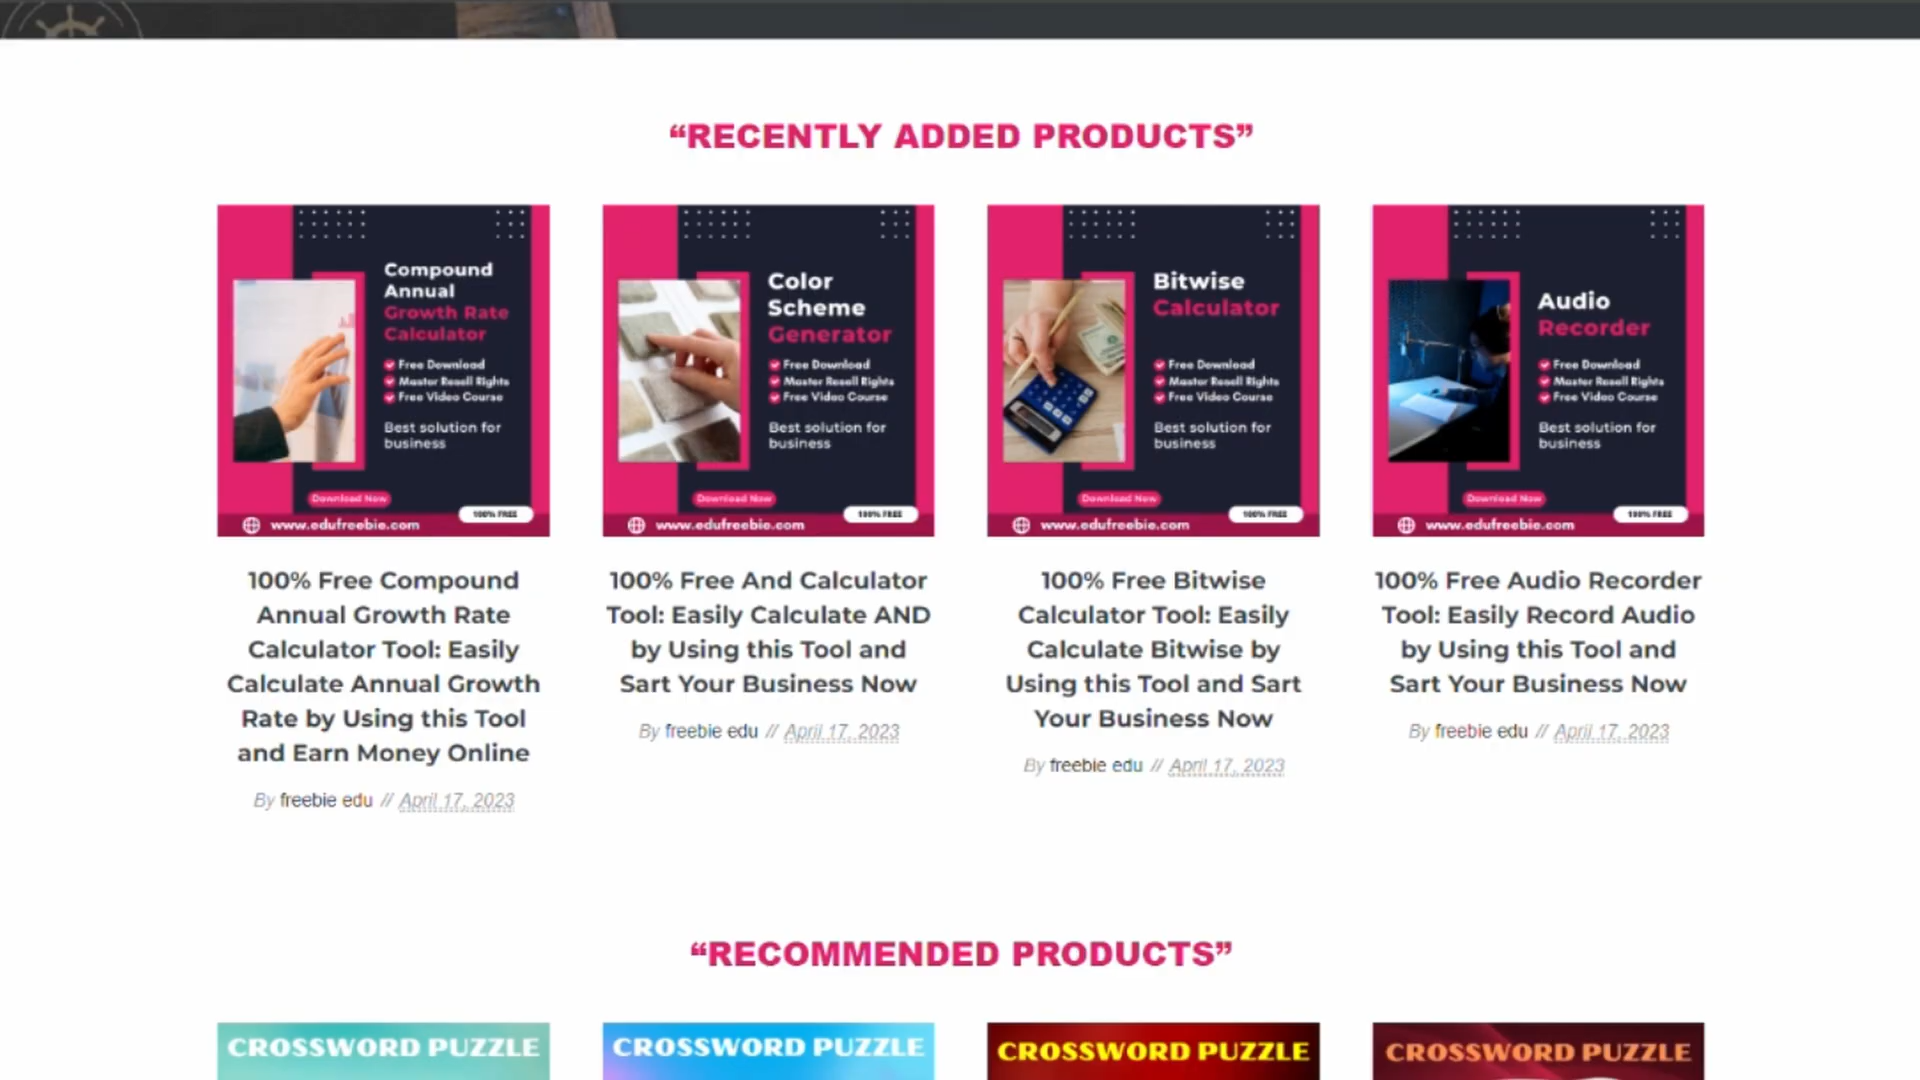 “RECENTLY ADDED PRODUCTS”
Compound
Annual
Growth Rate
Calculator
Free Download
Master Resell Rights
Free Video Course
Best solution for
business
Download Now
100% FREE
www.edufreebie.com
Color
Scheme
Generator
Free Download
Master Resell Rights
Free Video Course
Best solution for
business
Download Now
100% FREE
www.edufreebie.com
Bitwise
Calculator
Free Download
Master Resell Rights
Free Video Course
Best solution for
business
Download Now
100% FREE
www.edufreebie.com
Audio
Recorder
Free Download
Master Resell Rights
Free Video Course
Best solution for
business
Download Now
100% FREE
www.edufreebie.com
100% Free Compound
Annual Growth Rate
Calculator Tool: Easily
Calculate Annual Growth
Rate by Using this Tool
and Earn Money Online
By freebie edu // April 17, 2023
100% Free And Calculator
Tool: Easily Calculate AND
by Using this Tool and
Sart Your Business Now
By freebie edu // April 17, 2023
100% Free Bitwise
Calculator Tool: Easily
Calculate Bitwise by
Using this Tool and Sart
Your Business Now
By freebie edu // April 17, 2023
100% Free Audio Recorder
Tool: Easily Record Audio
by Using this Tool and
Sart Your Business Now
By freebie edu // April 17, 2023
“RECOMMENDED PRODUCTS”
CROSSWORD PUZZLE
CROSSWORD PUZZLE
CROSSWORD PUZZLE
CROSSWORD PUZZLE